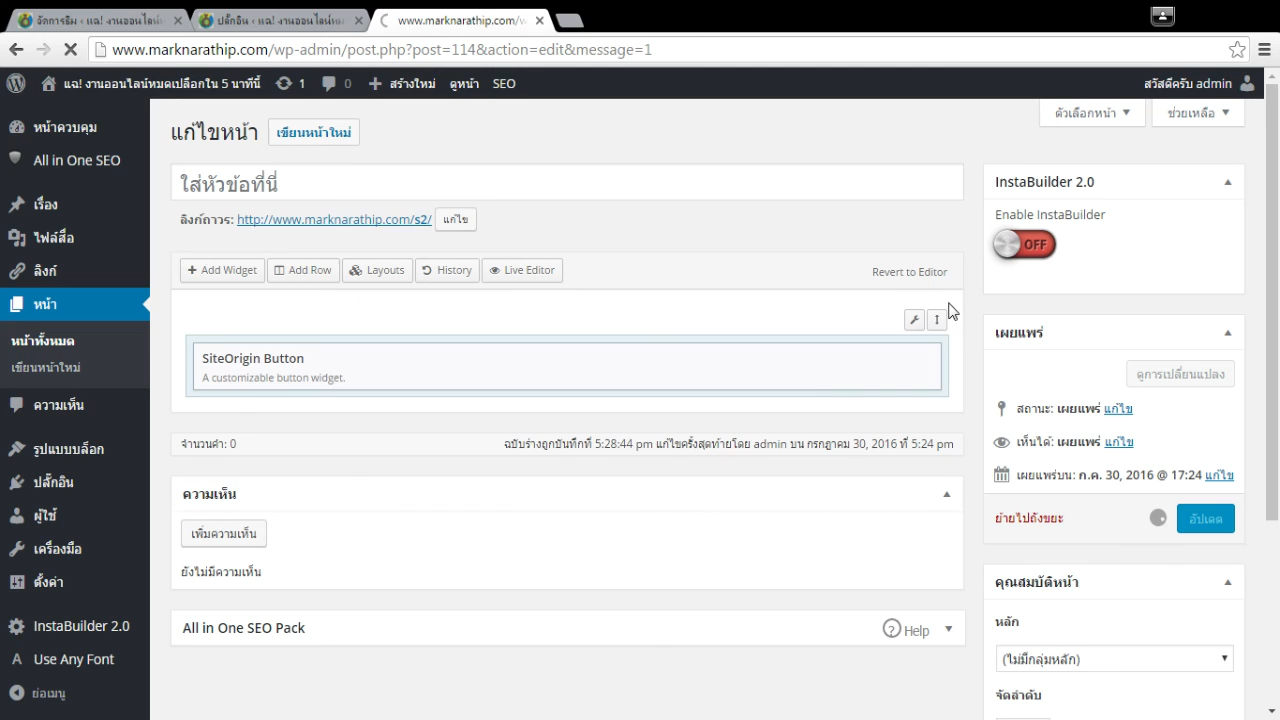 จัดการธีม ‹ แฉ! งานออนไลน์
ปลั๊กอิน ‹ แฉ! งานออนไลน์
www.marknarathip.com/w
www.marknarathip.com/wp-admin/post.php?post=114&action=edit&message=1
แฉ! งานออนไลน์หมดเปลือกใน 5 นาทีนี้ 1 0 สร้างใหม่ ดูหน้า SEO สวัสดีครับ admin
หน้าควบคุม
All in One SEO
เรื่อง
ไฟล์สื่อ
ลิงก์
หน้า
หน้าทั้งหมด
เขียนหน้าใหม่
ความเห็น
รูปแบบบล็อก
ปลั๊กอิน
ผู้ใช้
เครื่องมือ
ตั้งค่า
InstaBuilder 2.0
Use Any Font
ย่อเมนู
ตัวเลือกหน้า ช่วยเหลือ
แก้ไขหน้า เขียนหน้าใหม่
ใส่หัวข้อที่นี่
ลิงก์ถาวร: http://www.marknarathip.com/s2/ แก้ไข
Add Widget Add Row Layouts History Live Editor Revert to Editor
SiteOrigin Button
A customizable button widget.
จำนวนคำ: 0 ฉบับร่างถูกบันทึกที่ 5:28:44 pm แก้ไขครั้งสุดท้ายโดย admin บน กรกฎาคม 30, 2016 ที่ 5:24 pm
ความเห็น
เพิ่มความเห็น
ยังไม่มีความเห็น
All in One SEO Pack Help
InstaBuilder 2.0
Enable InstaBuilder
OFF
เผยแพร่
ดูการเปลี่ยนแปลง
สถานะ: เผยแพร่ แก้ไข
เห็นได้: เผยแพร่ แก้ไข
เผยแพร่บน: ก.ค. 30, 2016 @ 17:24 แก้ไข
ย้ายไปถังขยะ อัปเดต
คุณสมบัติหน้า
หลัก
(ไม่มีกลุ่มหลัก)
จัดลำดับ